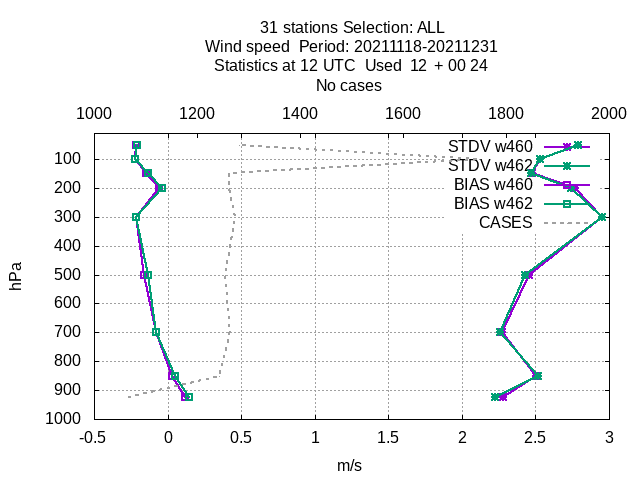 31 stations Selection: ALL
Wind speed  Period: 20211118-20211231
Statistics at 12 UTC  Used  12  + 00 24
No cases
1000 1200 1400 1600 1800 2000
STDV w460
STDV w462
BIAS w460
BIAS w462
CASES
100
200
300
400
500
600
700
800
900
1000
hPa
-0.5 0 0.5 1 1.5 2 2.5 3
m/s